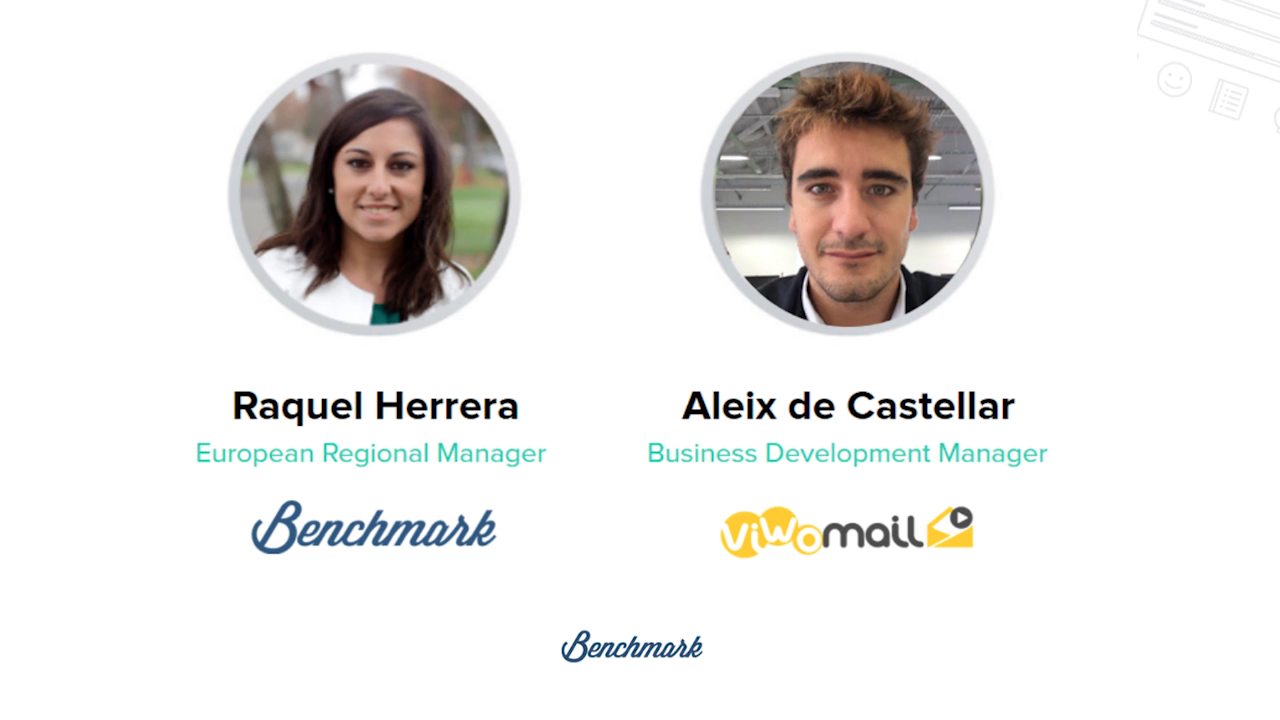 Raquel Herrera
European Regional Manager
Benchmark
Aleix de Castellar
Business Development Manager
viwomail
Benchmark